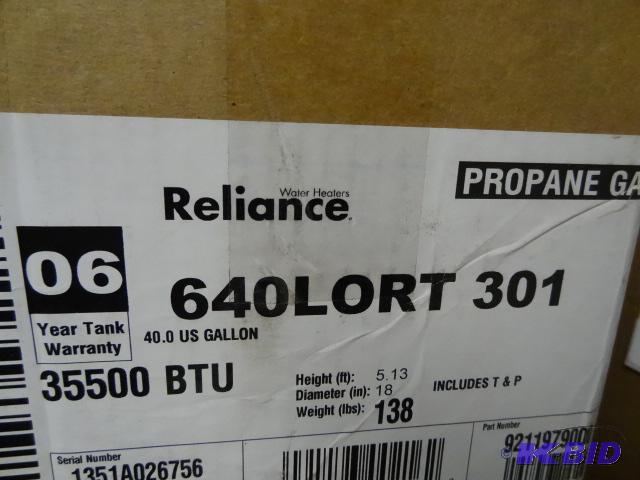 PROPANE GA
Water Heaters
Reliance
06
Year Tank
Warranty
640LORT 301
40.0 US GALLON
35500 BTU
Height (ft): 5.13
Diameter (in): 18
Weight (lbs): 138
INCLUDES T & P
Serial Number
1351A026756
Part Number
921197900
K-BID